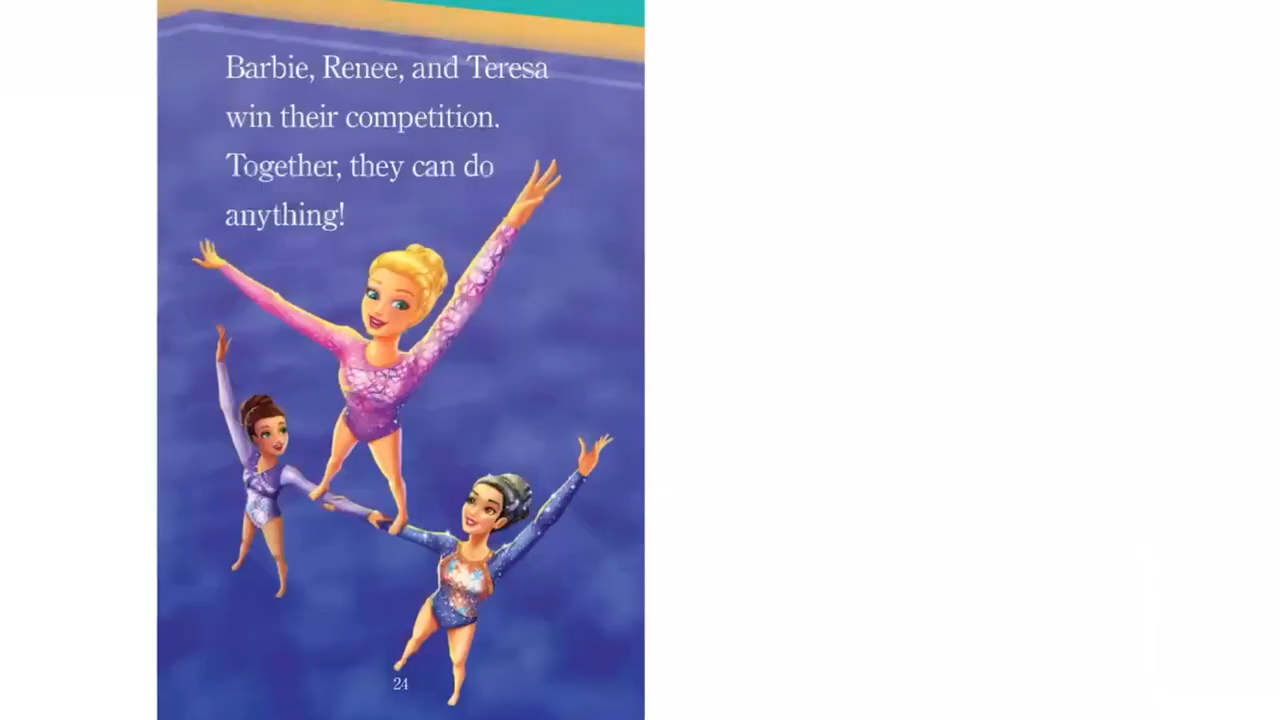 Barbie, Renee, and Teresa
win their competition.
Together, they can do
anything!
24